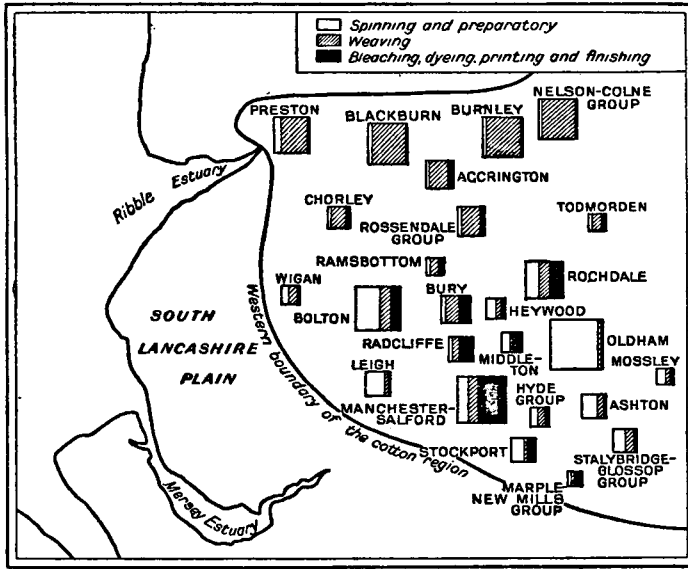 Spinning and preparatory
Weaving
Bleaching, dyeing, printing and finishing
PRESTON
BLACKBURN
BURNLEY
NELSON-COLNE
GROUP
ACCRINGTON
Ribble Estuary
CHORLEY
ROSSENDALE
GROUP
TODMORDEN
RAMSBOTTOM
ROCHDALE
WIGAN
BOLTON
BURY
HEYWOOD
SOUTH
LANCASHIRE
PLAIN
Western boundary of the cotton region
RADCLIFFE
MIDDLE-
TON
OLDHAM
MOSSLEY
LEIGH
MANCHESTER-
SALFORD
HYDE
GROUP
ASHTON
STOCKPORT
STALYBRIDGE-
GLOSSOP
GROUP
MARPLE
NEW MILLS
GROUP
Mersey Estuary